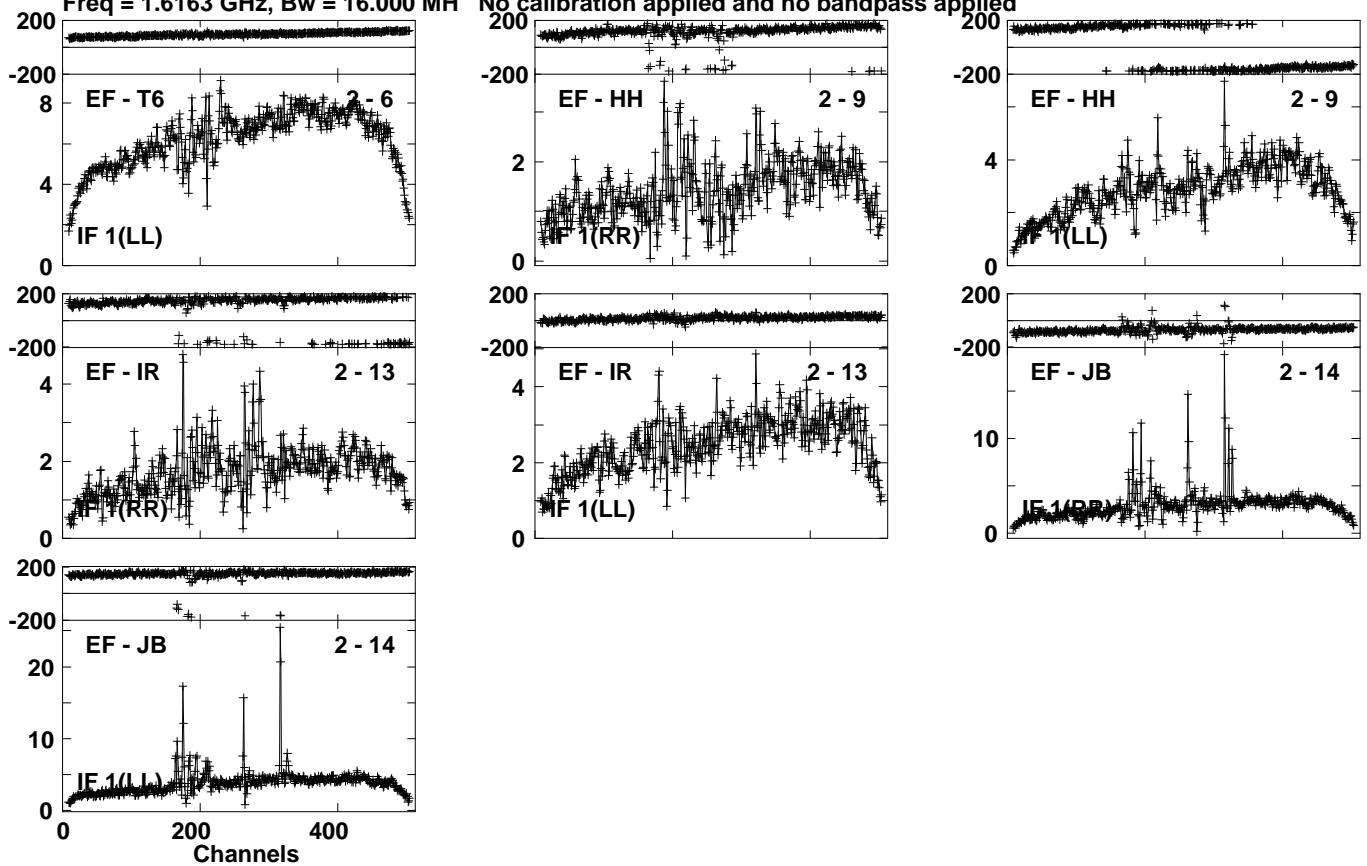 Freq = 1.6163 GHz, Bw = 16.000 MH No calibration applied and no bandpass applied
200
-200
EF - T6 2 - 6
8
4
IF 1(LL)
0
EF - HH 2 - 9
2
IF 1(RR)
0
200
-200
EF - HH 2 - 9
4
IF 1(LL)
0
200
-200
EF - IR 2 - 13
4
2
IF 1(RR)
0
200
-200
EF - IR 2 - 13
4
2
IF 1(LL)
0
200
-200
EF - JB 2 - 14
10
IF 1(RR)
0
200
-200
EF - JB 2 - 14
20
10
IF 1(LL)
0
0 200 400
Channels